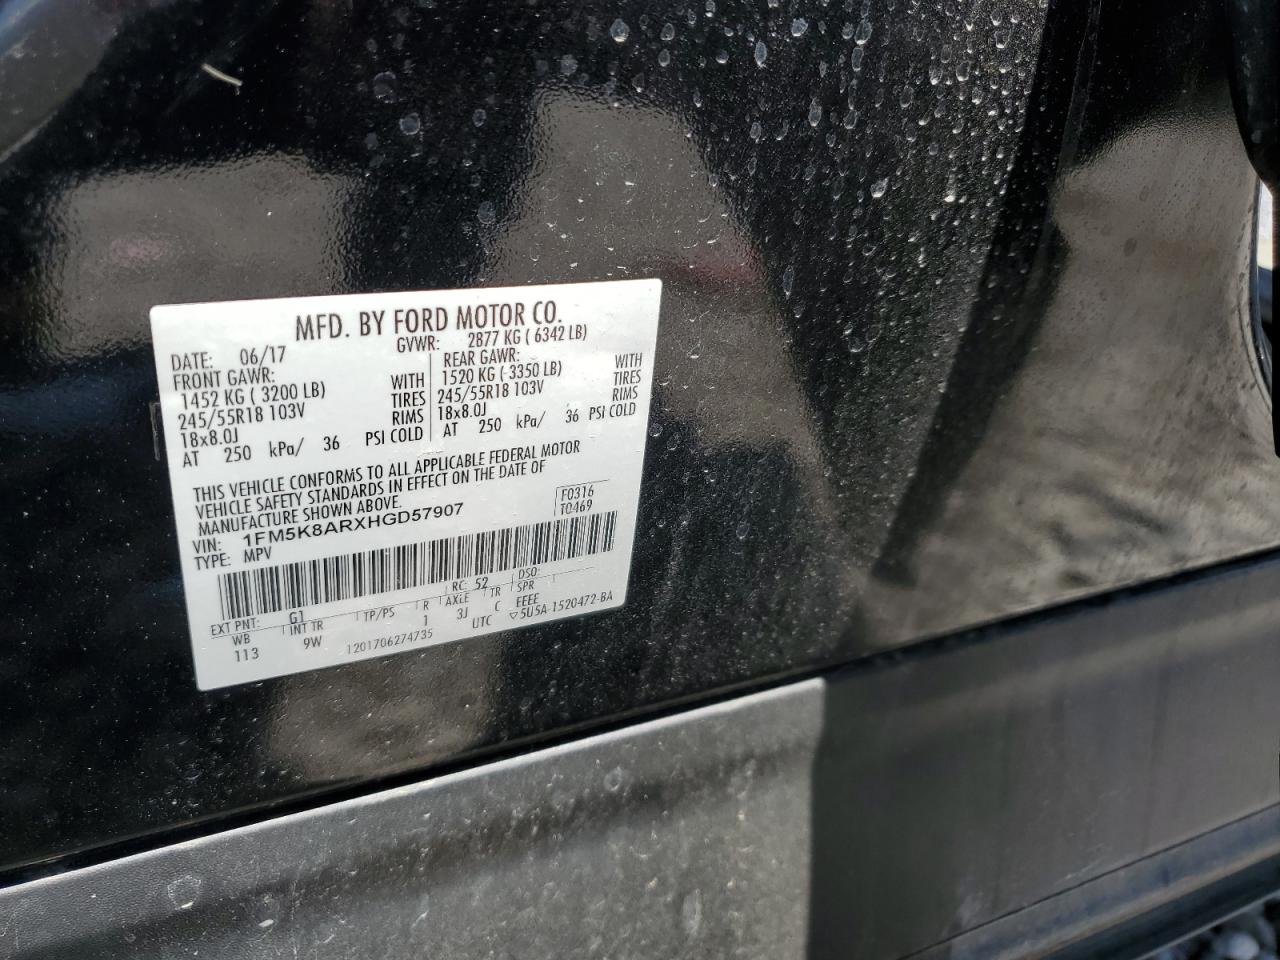 MFD. BY FORD MOTOR CO.
DATE: 06/17 GVWR: 2877 KG ( 6342 LB)
FRONT GAWR: REAR GAWR:
1452 KG ( 3200 LB) WITH 1520 KG ( 3350 LB) WITH
245/55R18 103V TIRES 245/55R18 103V TIRES
18x8.0J RIMS 18x8.0J RIMS
AT 250 kPa/ 36 PSI COLD AT 250 kPa/ 36 PSI COLD
THIS VEHICLE CONFORMS TO ALL APPLICABLE FEDERAL MOTOR
VEHICLE SAFETY STANDARDS IN EFFECT ON THE DATE OF
MANUFACTURE SHOWN ABOVE.
VIN: 1FM5K8ARXHGD57907 F0316
TYPE: MPV T0469
EXT PNT: G1 RC: 52 DSO:
WB INT TR TP/PS R AXLE TR SPR
113 9W 1 3J C EEEE
1201706274735 UTC ▽5U5A-1520472-BA